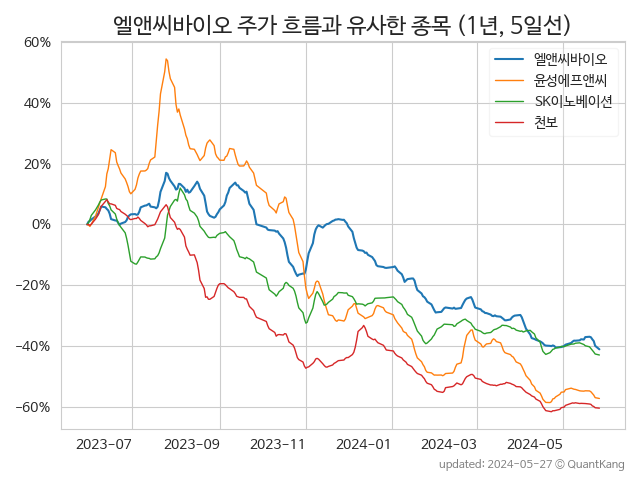 엘앤씨바이오 주가 흐름과 유사한 종목 (1년, 5일선)
엘앤씨바이오
윤성에프앤씨
SK이노베이션
천보
60%
40%
20%
0%
−20%
−40%
−60%
2023-07
2023-09
2023-11
2024-01
2024-03
2024-05
updated: 2024-05-27 © QuantKang